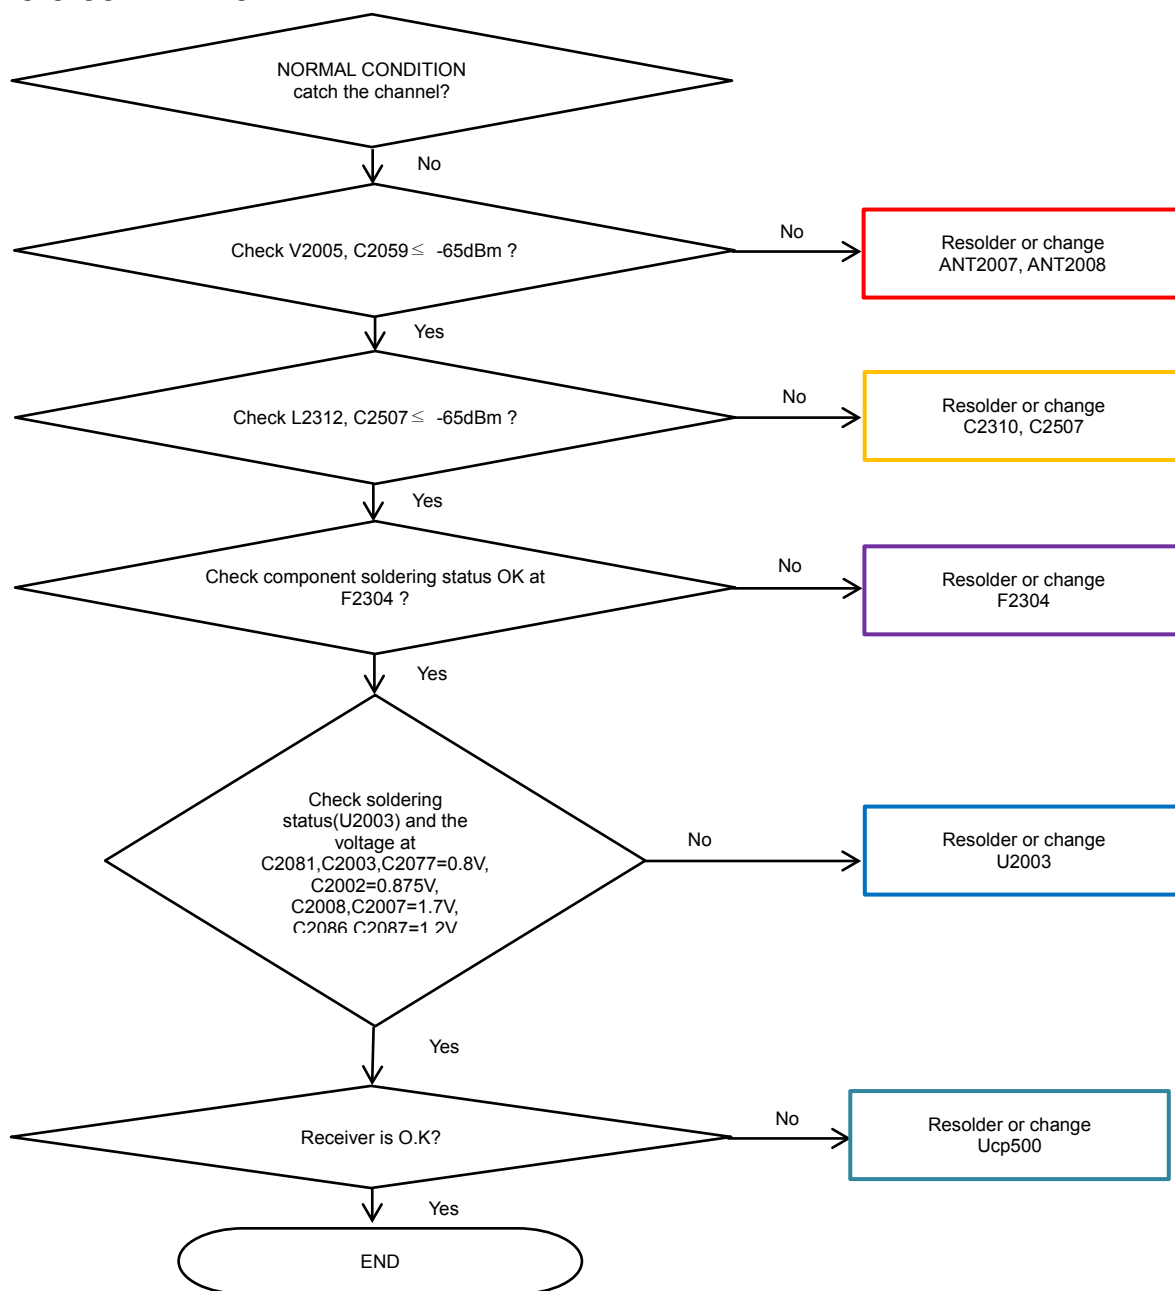 NORMAL CONDITION
catch the channel?
No
Check V2005, C2059≦ -65dBm ?
No
Resolder or change
ANT2007, ANT2008
Yes
Check L2312, C2507≦ -65dBm ?
No
Resolder or change
C2310, C2507
Yes
Check component soldering status OK at
F2304 ?
No
Resolder or change
F2304
Yes
Check soldering
status(U2003) and the
voltage at
C2081,C2003,C2077=0.8V,
C2002=0.875V,
C2008,C2007=1.7V,
C2086,C2087=1.2V
No
Resolder or change
U2003
Yes
Receiver is O.K?
No
Resolder or change
Ucp500
Yes
END